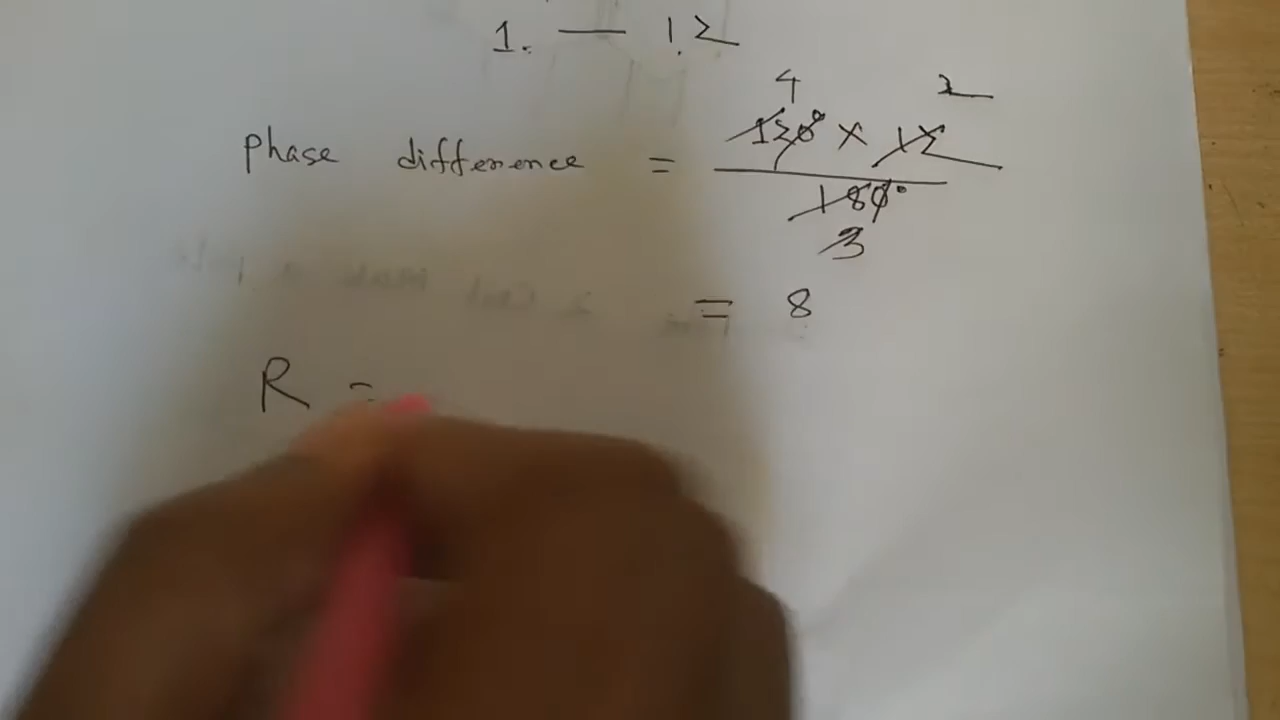 1. — 1.2
4 2
phase difference = 120° x 12
180°
3
= 8
R =